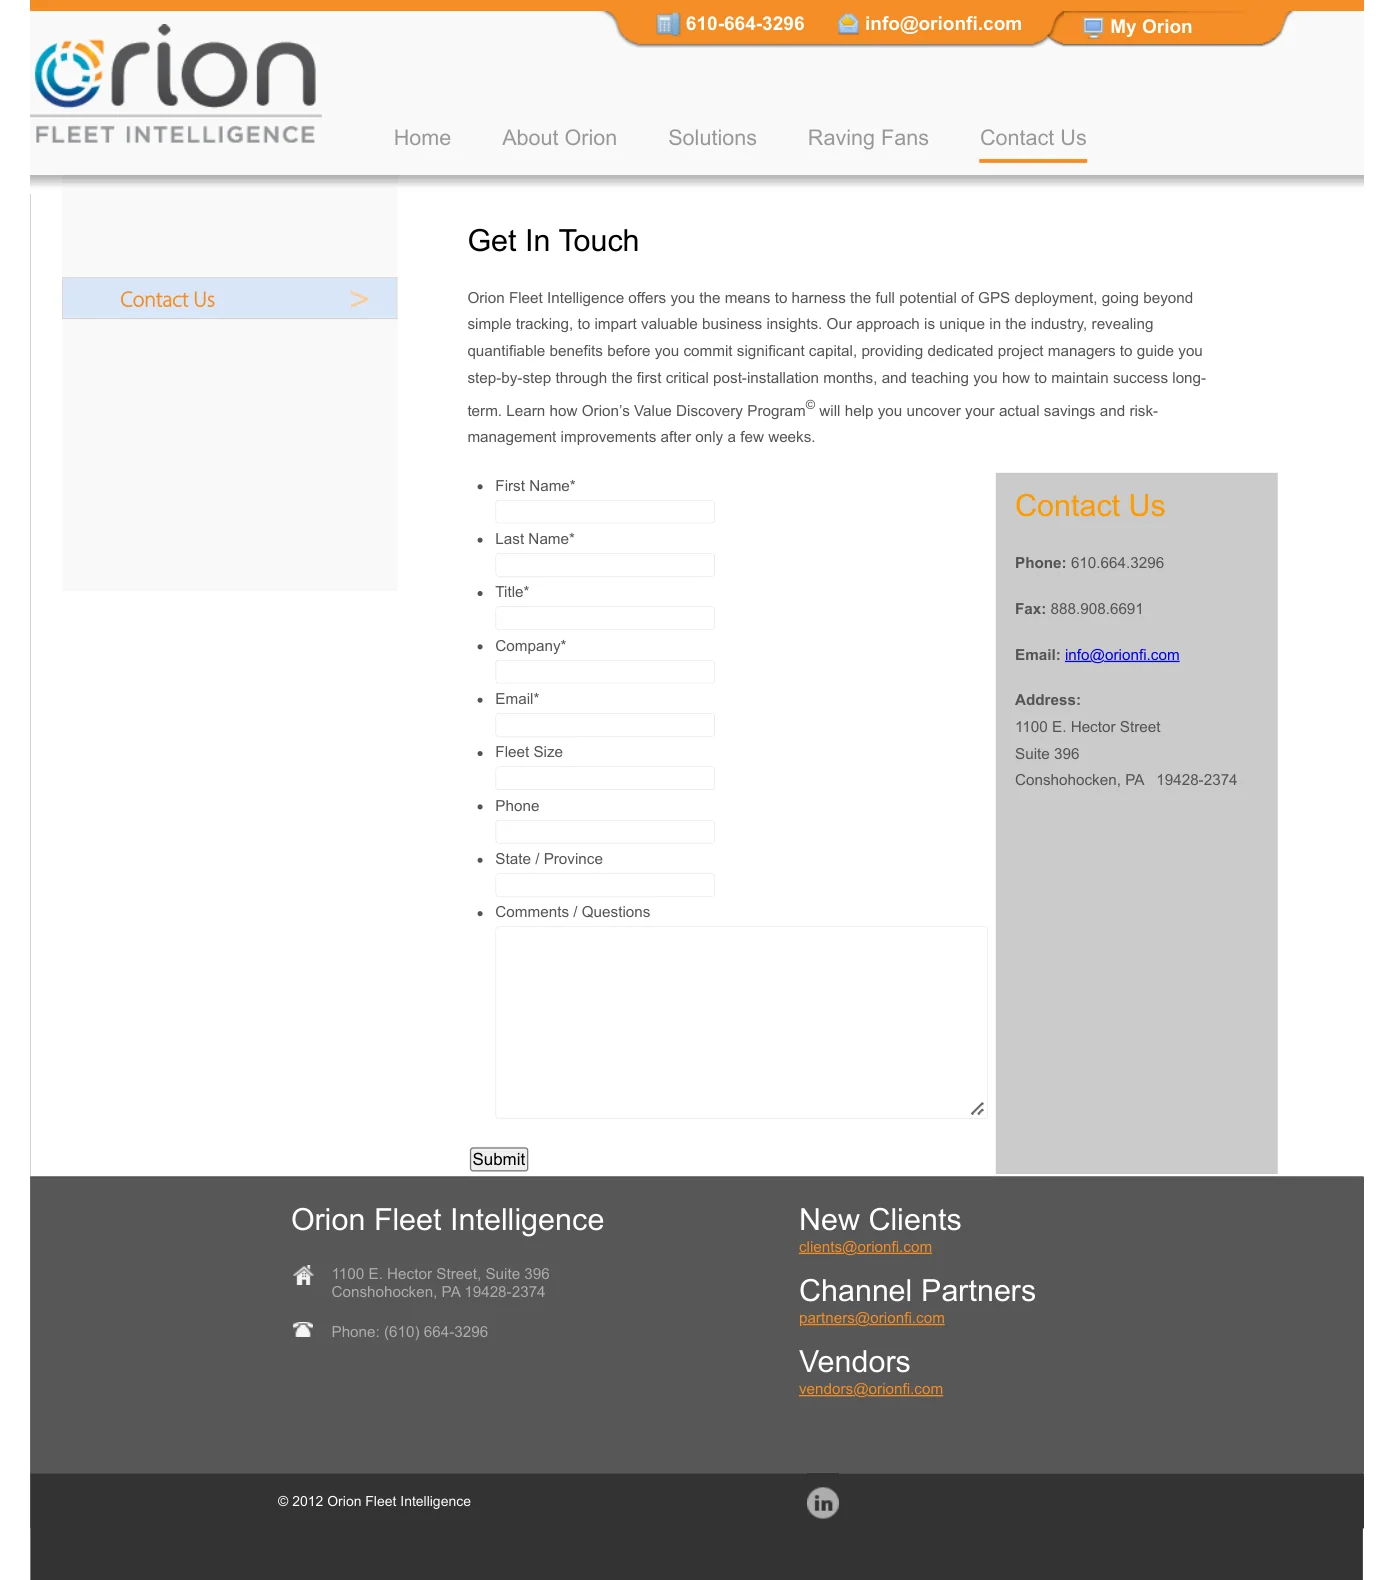 610-664-3296 info@orionfi.com My Orion
orion
FLEET INTELLIGENCE
Home About Orion Solutions Raving Fans Contact Us
Contact Us >
Get In Touch
Orion Fleet Intelligence offers you the means to harness the full potential of GPS deployment, going beyond
simple tracking, to impart valuable business insights. Our approach is unique in the industry, revealing
quantifiable benefits before you commit significant capital, providing dedicated project managers to guide you
step-by-step through the first critical post-installation months, and teaching you how to maintain success long-
term. Learn how Orion’s Value Discovery Program© will help you uncover your actual savings and risk-
management improvements after only a few weeks.
• First Name*
• Last Name*
• Title*
• Company*
• Email*
• Fleet Size
• Phone
• State / Province
• Comments / Questions
Submit
Contact Us
Phone: 610.664.3296
Fax: 888.908.6691
Email: info@orionfi.com
Address:
1100 E. Hector Street
Suite 396
Conshohocken, PA 19428-2374
Orion Fleet Intelligence
1100 E. Hector Street, Suite 396
Conshohocken, PA 19428-2374
Phone: (610) 664-3296
New Clients
clients@orionfi.com
Channel Partners
partners@orionfi.com
Vendors
vendors@orionfi.com
© 2012 Orion Fleet Intelligence
in